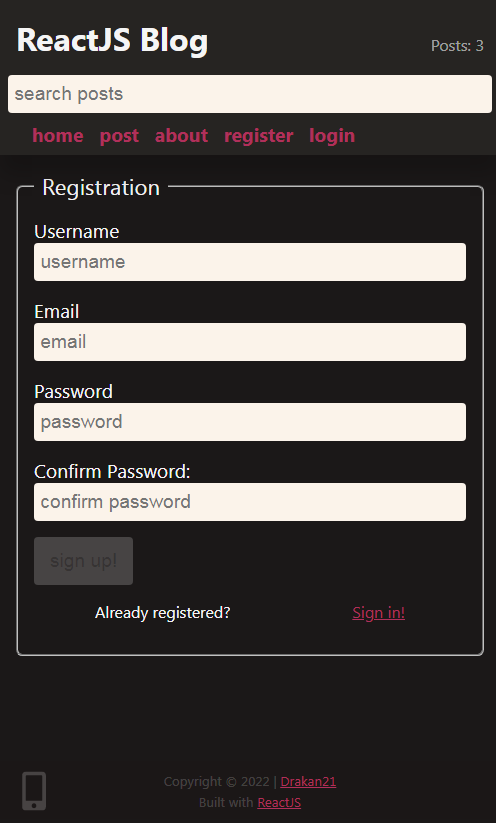 ReactJS Blog
Posts: 3
search posts
home post about register login
Registration
Username
username
Email
email
Password
password
Confirm Password:
confirm password
sign up!
Already registered? Sign in!
Copyright © 2022 | Drakan21
Built with ReactJS